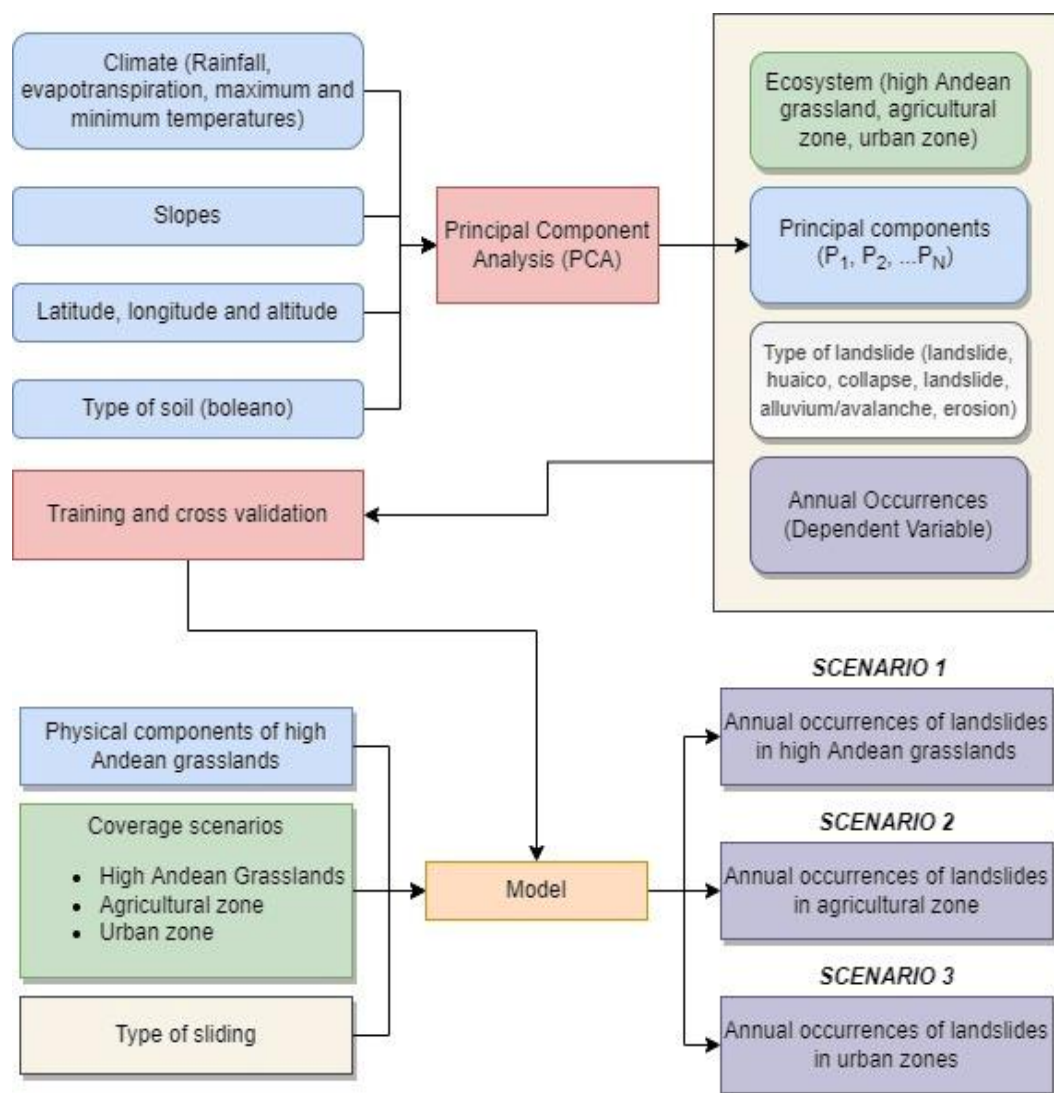 Climate (Rainfall,
evapotranspiration, maximum and
minimum temperatures)
Slopes
Latitude, longitude and altitude
Type of soil (boleano)
Principal Component
Analysis (PCA)
Ecosystem (high Andean
grassland, agricultural
zone, urban zone)
Principal components
(P1, P2, ...PN)
Type of landslide (landslide,
huaico, collapse, landslide,
alluvium/avalanche, erosion)
Annual Occurrences
(Dependent Variable)
Training and cross validation
Physical components of high
Andean grasslands
Coverage scenarios
• High Andean Grasslands
• Agricultural zone
• Urban zone
Type of sliding
Model
SCENARIO 1
Annual occurrences of landslides
in high Andean grasslands
SCENARIO 2
Annual occurrences of landslides
in agricultural zone
SCENARIO 3
Annual occurrences of landslides
in urban zones